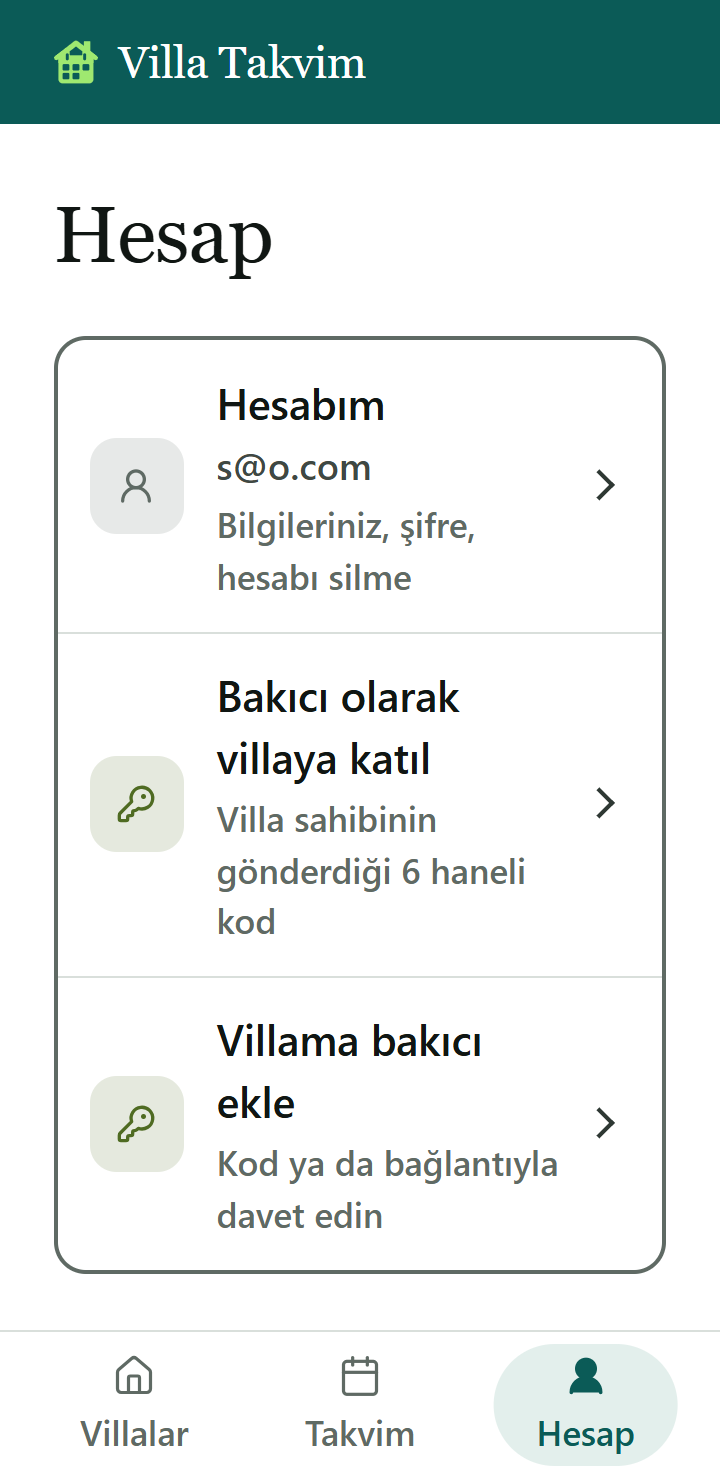 Villa Takvim
Hesap
Hesabım
s@o.com
Bilgileriniz, şifre,
hesabı silme
Bakıcı olarak
villaya katıl
Villa sahibinin
gönderdiği 6 haneli
kod
Villama bakıcı
ekle
Kod ya da bağlantıyla
davet edin
Villalar
Takvim
Hesap